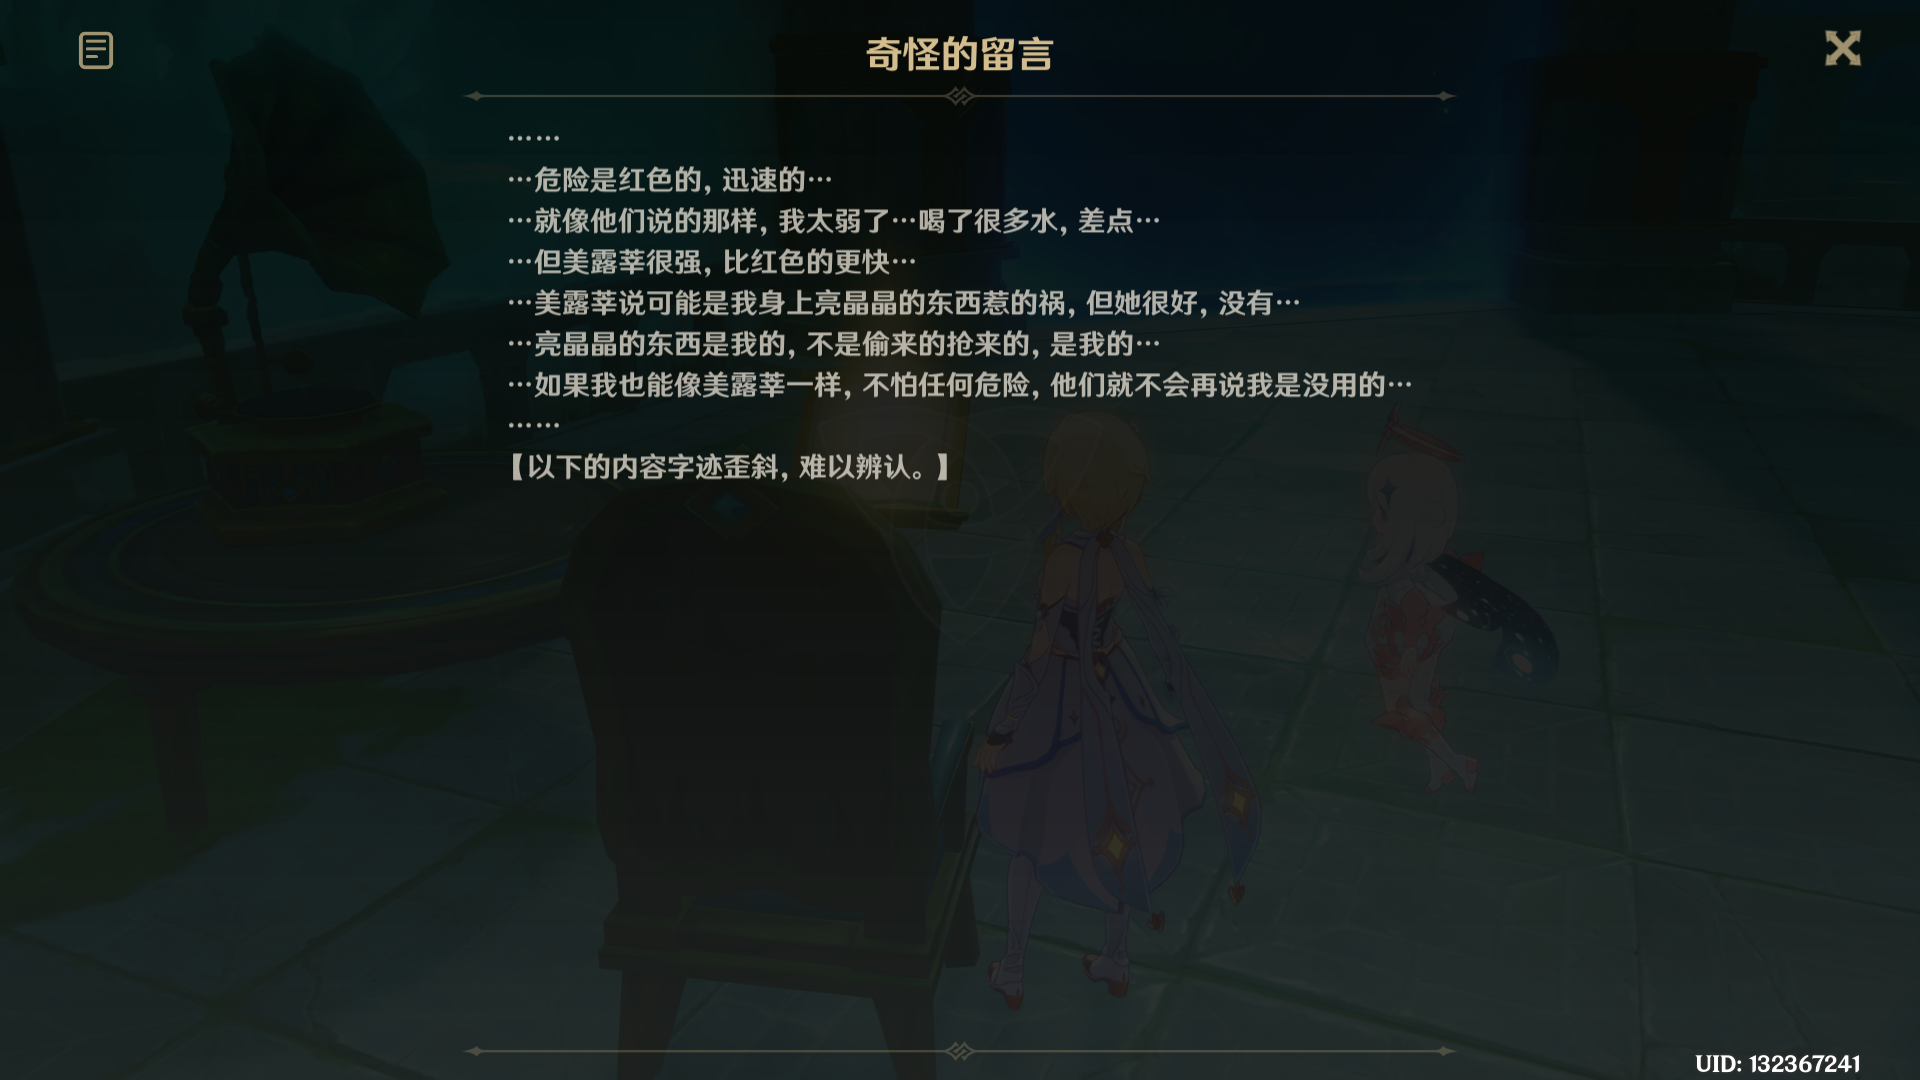 奇怪的留言
……
…危险是红色的, 迅速的…
…就像他们说的那样, 我太弱了…喝了很多水, 差点…
…但美露莘很强, 比红色的更快…
…美露莘说可能是我身上亮晶晶的东西惹的祸, 但她很好, 没有…
…亮晶晶的东西是我的, 不是偷来的抢来的, 是我的…
…如果我也能像美露莘一样, 不怕任何危险, 他们就不会再说我是没用的…
……
【以下的内容字迹歪斜, 难以辨认。】
UID: 132367241